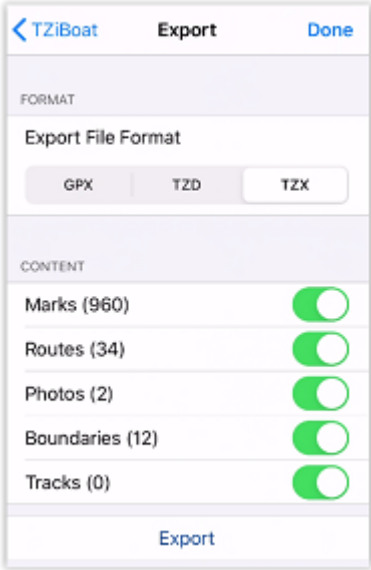 TZiBoat Export Done
FORMAT
Export File Format
GPX TZD TZX
CONTENT
Marks (960)
Routes (34)
Photos (2)
Boundaries (12)
Tracks (0)
Export